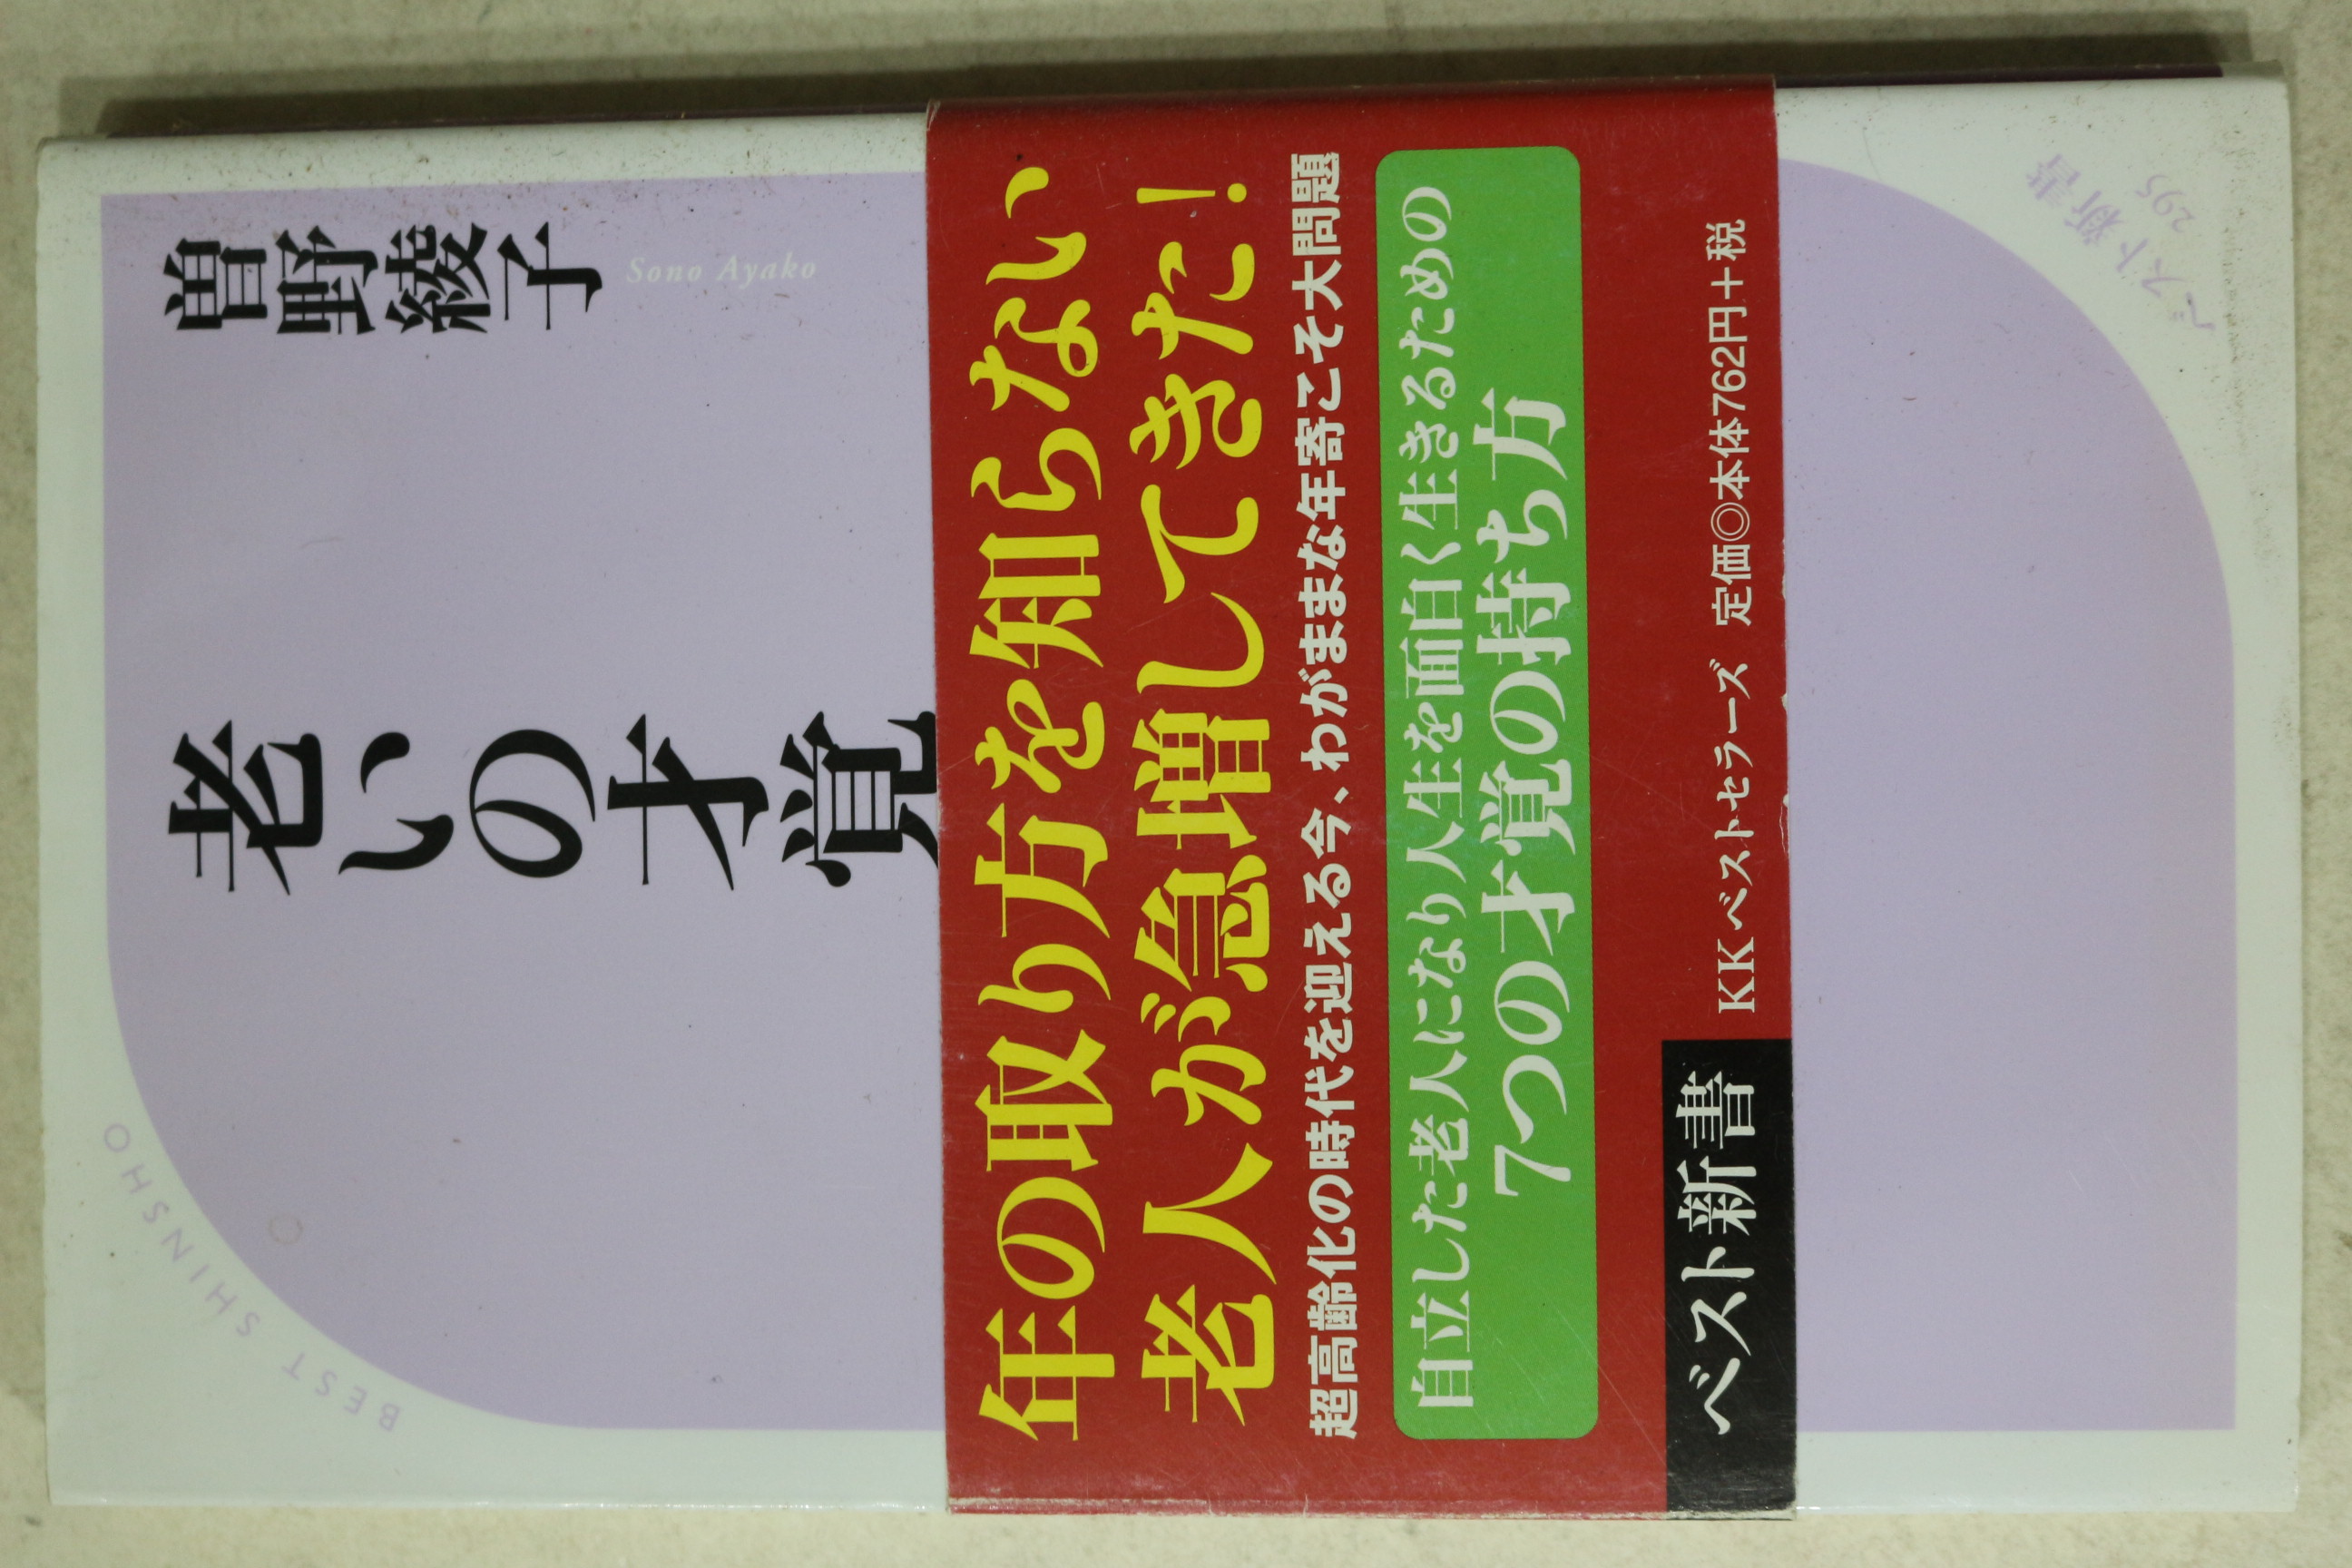 曽野綾子
Sono Ayako
老いの才覚
BEST SHINSHO
ベスト新書
295
年の取り方を知らない
老人が急増してきた!
超高齢化の時代を迎える今、わがままな年寄こそ大問題
自立した老人になり人生を面白く生きるための
7つの才覚の持ち方
KKベストセラーズ 定価◎本体762円+税
ベスト新書